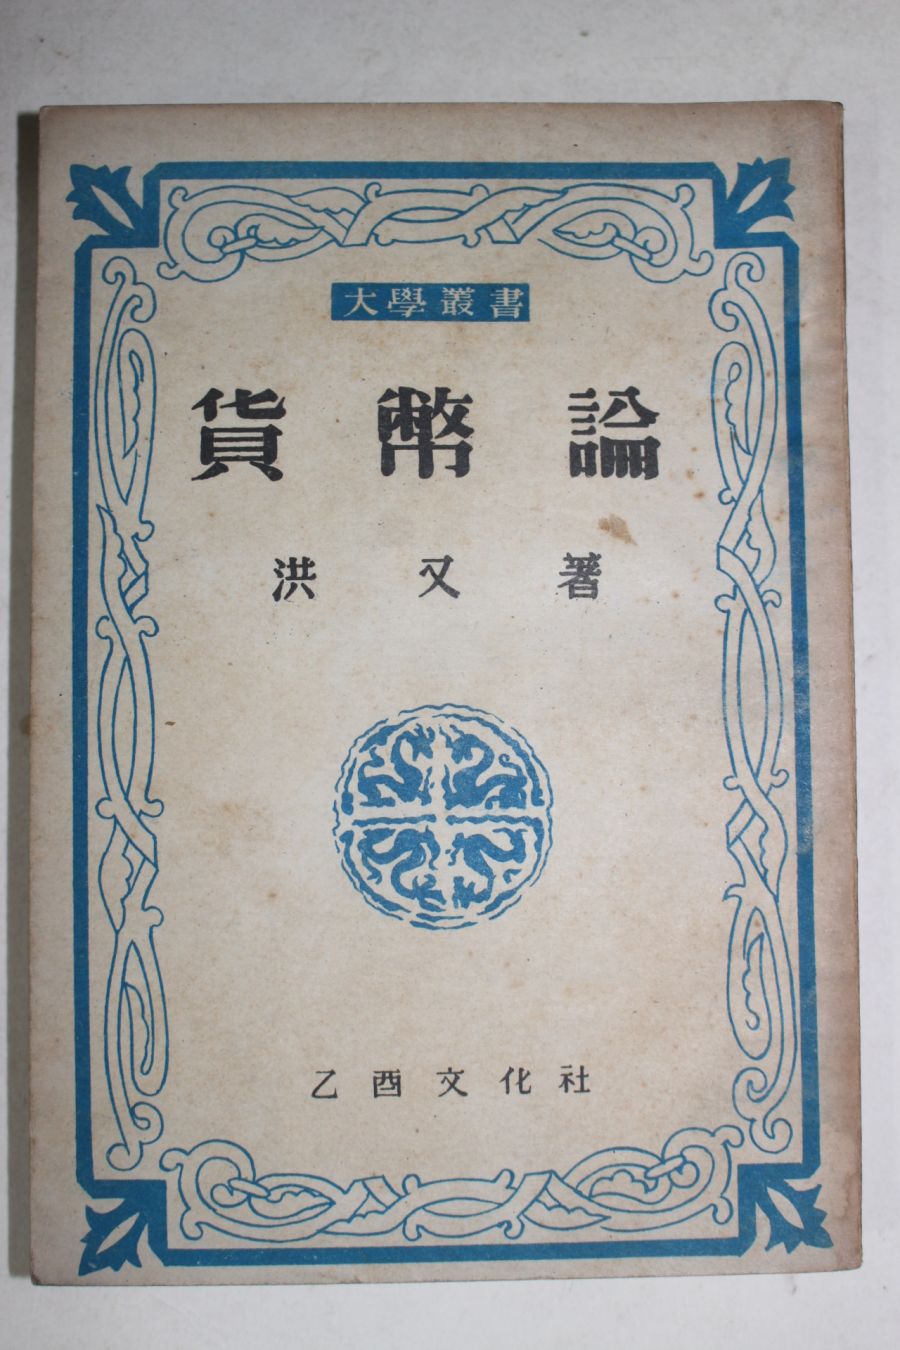 大學叢書
貨幣論
洪又著
乙酉文化社